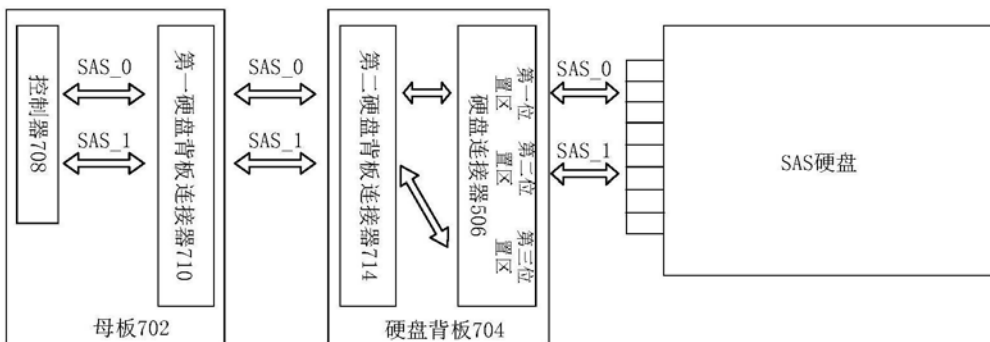 控制器708
SAS_0
SAS_1
第一硬盘背板连接器710
母板702
SAS_0
SAS_1
第二硬盘背板连接器714
硬盘连接器506
第一位
置区
第二位
置区
第三位
置区
硬盘背板704
SAS_0
SAS_1
SAS硬盘